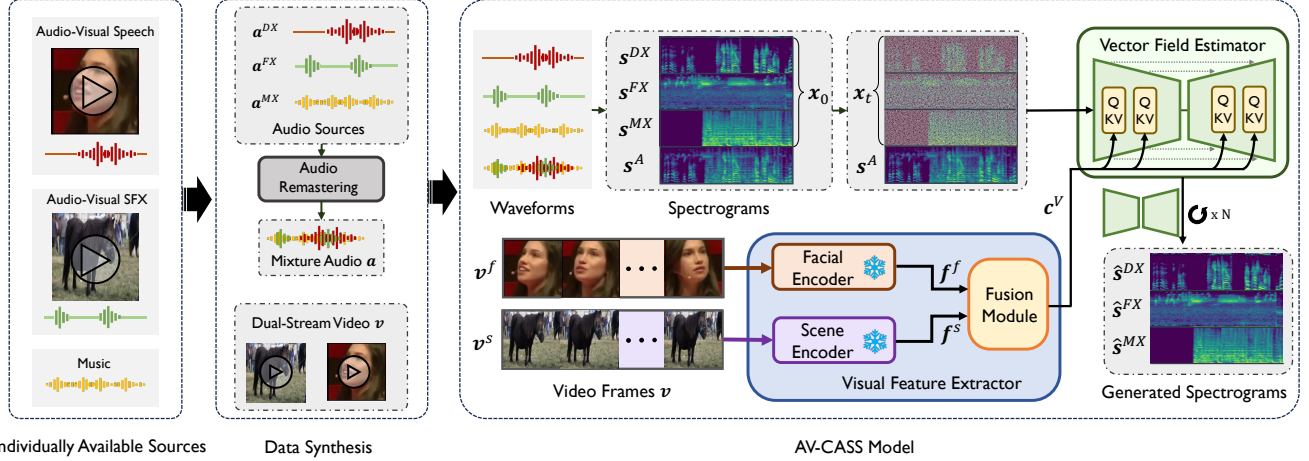 Audio-Visual Speech
Audio-Visual SFX
Music
Individually Available Sources
a^DX
a^FX
a^MX
Audio Sources
Audio
Remastering
Mixture Audio a
Dual-Stream Video v
Data Synthesis
Waveforms
s^DX
s^FX
s^MX
s^A
x_0
Spectrograms
x_t
s^A
Vector Field Estimator
Q
KV
Q
KV
Q
KV
Q
KV
c^V
x N
ŝ^DX
ŝ^FX
ŝ^MX
Generated Spectrograms
v^f
v^s
Video Frames v
Facial
Encoder
Scene
Encoder
f^f
f^s
Fusion
Module
Visual Feature Extractor
AV-CASS Model